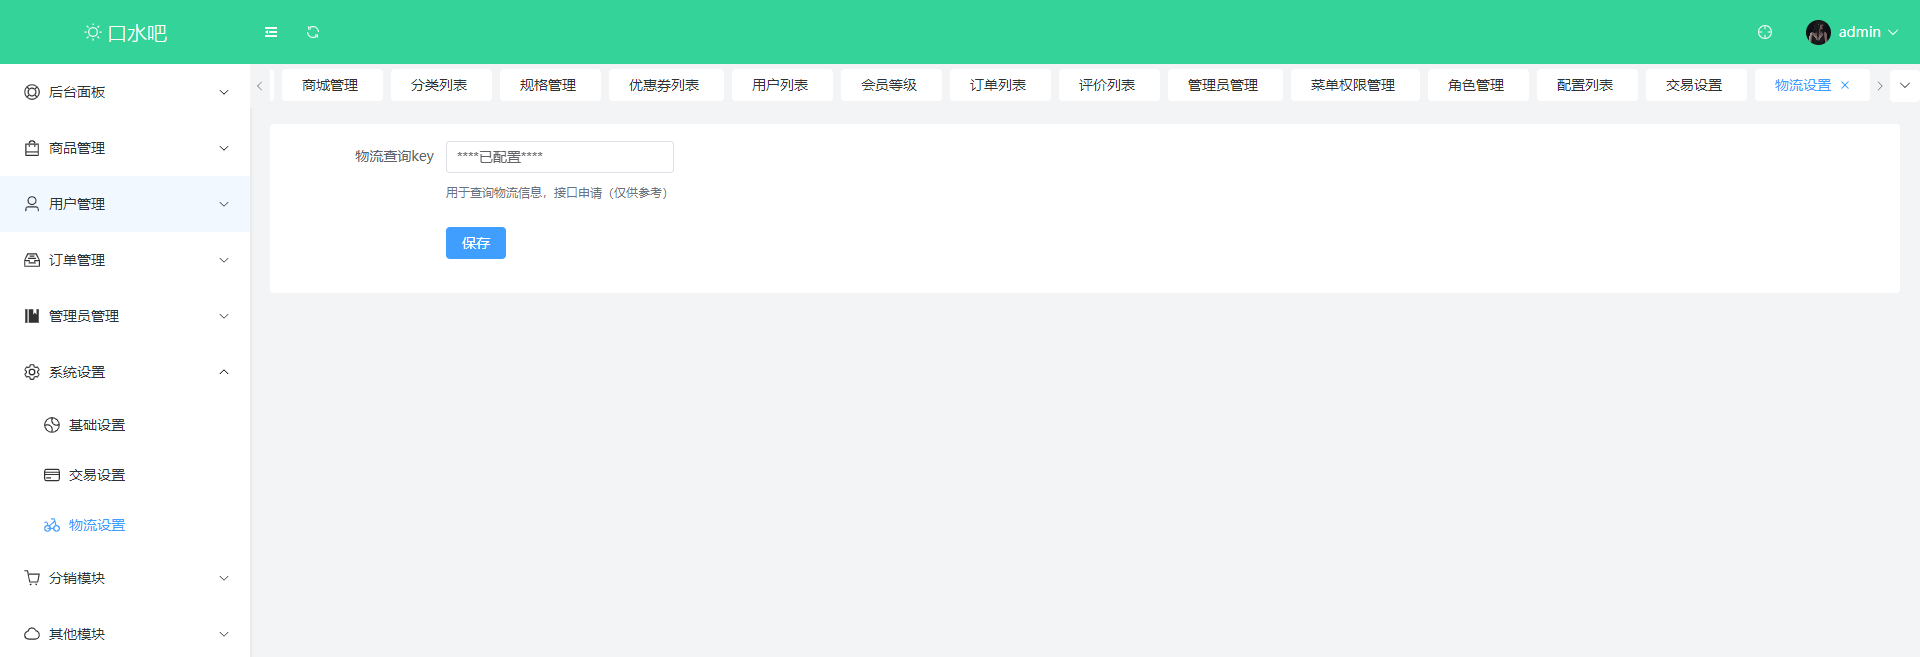 口水吧
admin
后台面板
商品管理
用户管理
订单管理
管理员管理
系统设置
基础设置
交易设置
物流设置
分销模块
其他模块
商城管理 分类列表 规格管理 优惠券列表 用户列表 会员等级 订单列表 评价列表 管理员管理 菜单权限管理 角色管理 配置列表 交易设置 物流设置
物流查询key ****已配置****
用于查询物流信息，接口申请（仅供参考）
保存